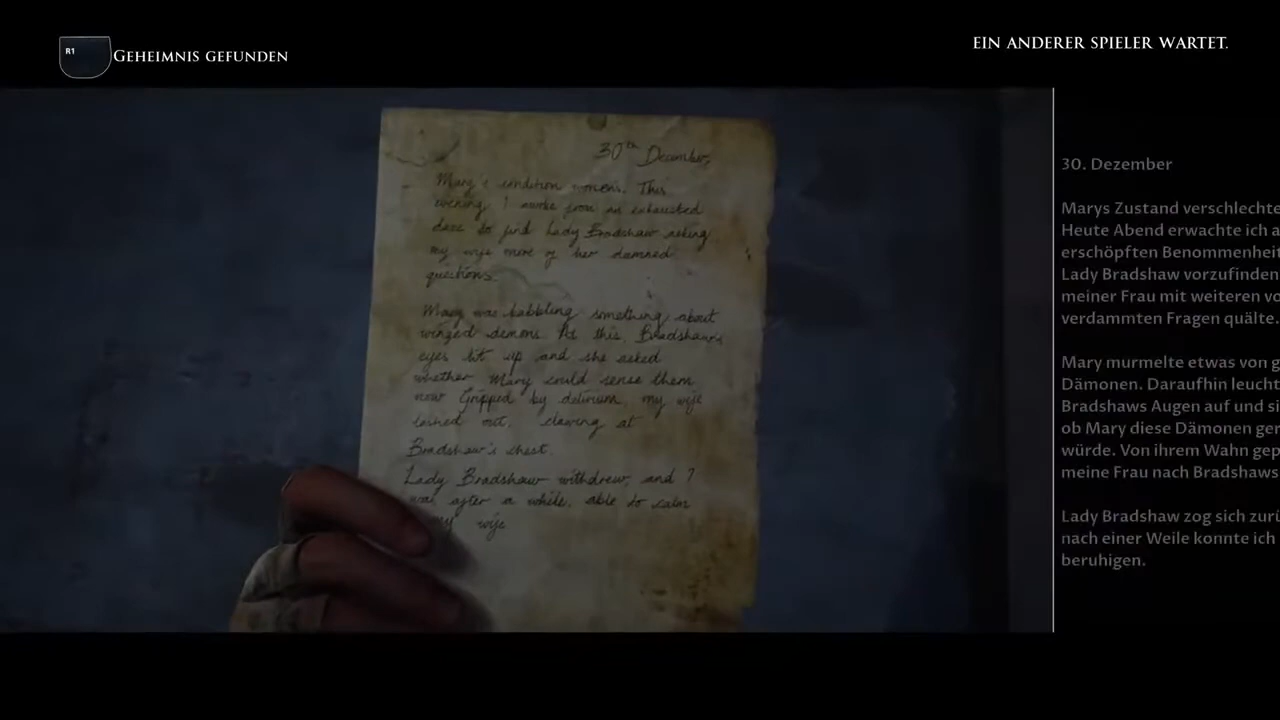 R1
GEHEIMNIS GEFUNDEN
EIN ANDERER SPIELER WARTET.
30th December,
Mary's condition worsens. This
evening I awoke from an exhausted
daze to find Lady Bradshaw asking
my wife more of her damned
questions.
Mary was babbling something about
winged demons. At this, Bradshaw's
eyes lit up and she asked
whether Mary could sense them
now Gripped by delirium, my wife
lashed out, clawing at
Bradshaw's chest.
Lady Bradshaw withdrew, and I
was after a while, able to calm
my wife
30. Dezember
Marys Zustand verschlechte
Heute Abend erwachte ich a
erschöpften Benommenheit
Lady Bradshaw vorzufinden
meiner Frau mit weiteren vo
verdammten Fragen quälte.
Mary murmelte etwas von g
Dämonen. Daraufhin leucht
Bradshaws Augen auf und si
ob Mary diese Dämonen ger
würde. Von ihrem Wahn gep
meine Frau nach Bradshaws
Lady Bradshaw zog sich zurü
nach einer Weile konnte ich
beruhigen.